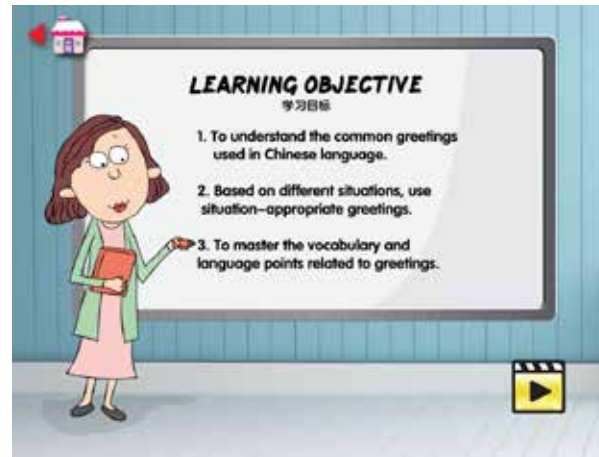 LEARNING OBJECTIVE
学习目标
1. To understand the common greetings
used in Chinese language.
2. Based on different situations, use
situation-appropriate greetings.
3. To master the vocabulary and
language points related to greetings.